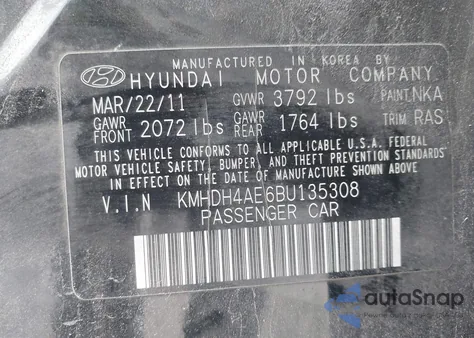 MANUFACTURED IN KOREA BY
HYUNDAI MOTOR COMPANY
MAR/22/11 GVWR 3792 lbs PAINT NKA
GAWR FRONT 2072 lbs GAWR REAR 1764 lbs TRIM RAS
THIS VEHICLE CONFORMS TO ALL APPLICABLE U.S.A. FEDERAL
MOTOR VEHICLE SAFETY, BUMPER, AND THEFT PREVENTION
STANDARDS IN EFFECT ON THE DATE OF MANUFACTURE SHOWN ABOVE.
V.I.N KMHDH4AE6BU135308
PASSENGER CAR
autaSnap